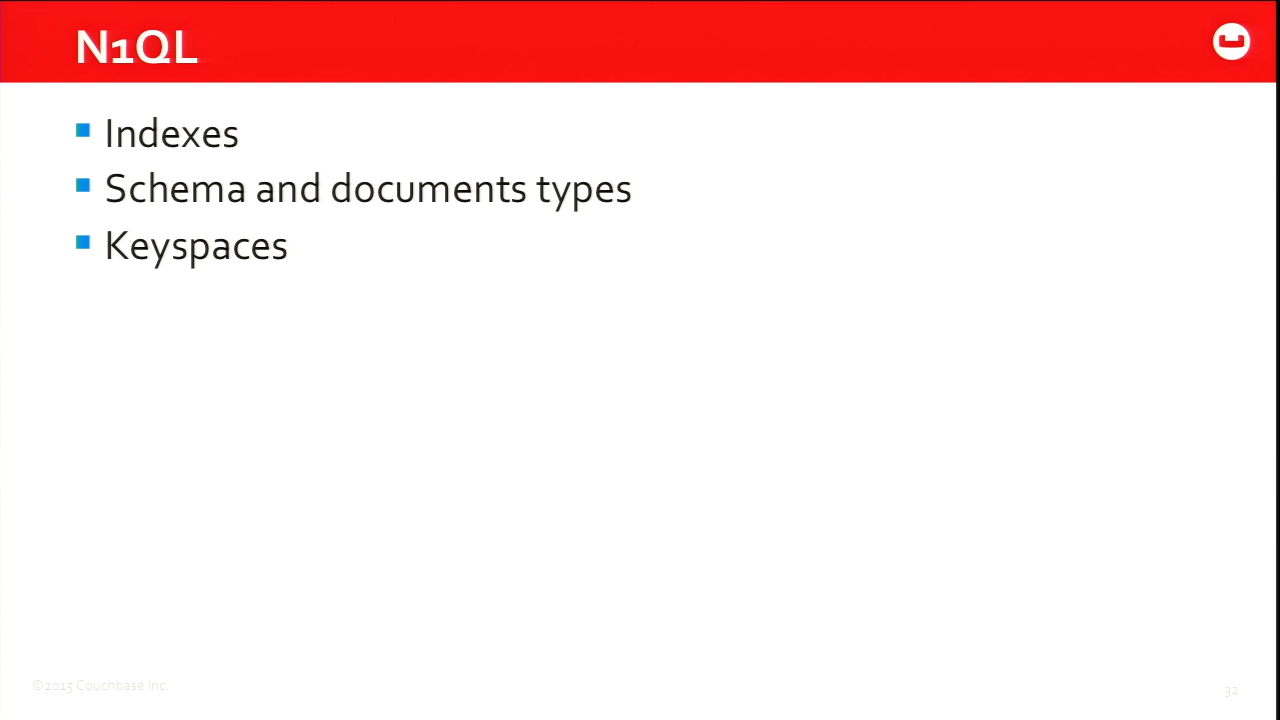 N1QL
Indexes
Schema and documents types
Keyspaces
©2015 Couchbase Inc.
32